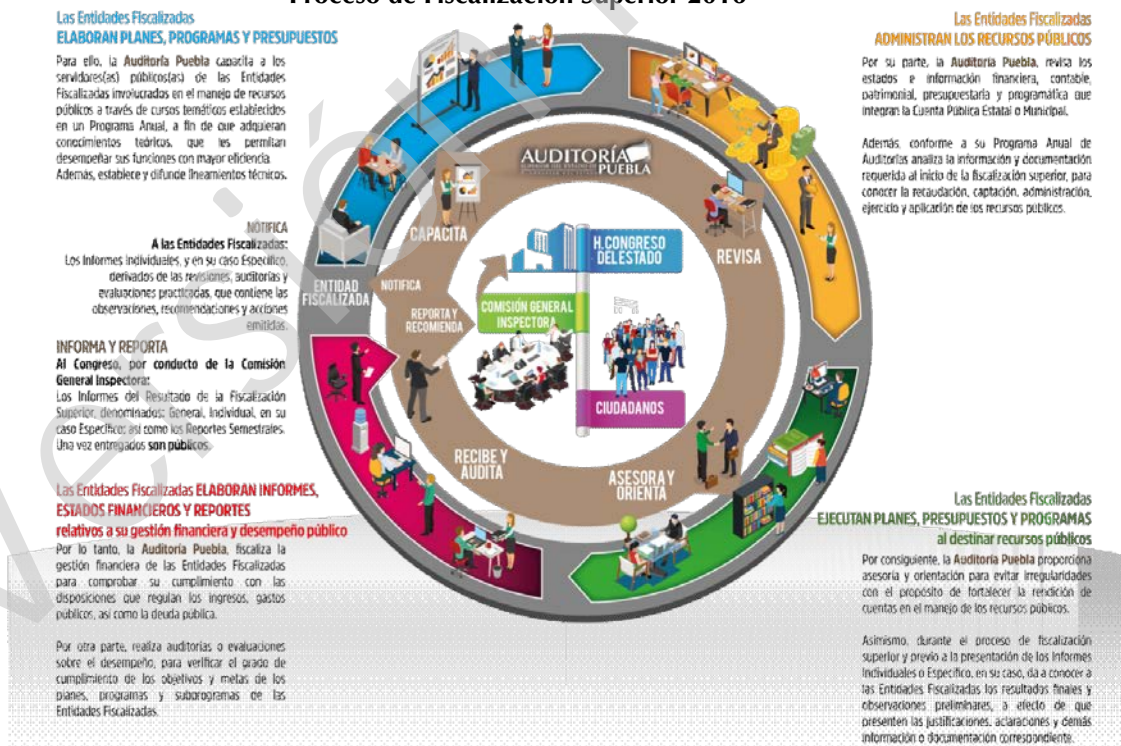 Proceso de Fiscalización Superior 2016
Las Entidades Fiscalizadas
ELABORAN PLANES, PROGRAMAS Y PRESUPUESTOS
Para ello, la Auditoría Puebla capacita a los
servidores(as) públicos(as) de las Entidades
Fiscalizadas involucrados en el manejo de recursos
públicos a través de cursos temáticos establecidos
en un Programa Anual, a fin de que adquieran
conocimientos teóricos, que les permitan
desempeñar sus funciones con mayor eficiencia.
Además, establece y difunde lineamientos técnicos.
NOTIFICA
A las Entidades Fiscalizadas:
Los Informes Individuales, y en su caso Específico,
derivados de las revisiones, auditorías y
evaluaciones practicadas, que contiene las
observaciones, recomendaciones y acciones
emitidas.
INFORMA Y REPORTA
Al Congreso, por conducto de la Comisión
General Inspectora:
Los Informes del Resultado de la Fiscalización
Superior, denominados: General, Individual, en su
caso Específico; así como los Reportes Semestrales.
Una vez entregados son públicos.
Las Entidades Fiscalizadas ELABORAN INFORMES,
ESTADOS FINANCIEROS Y REPORTES
relativos a su gestión financiera y desempeño público
Por lo tanto, la Auditoría Puebla, fiscaliza la
gestión financiera de las Entidades Fiscalizadas
para comprobar su cumplimiento con las
disposiciones que regulan los ingresos, gastos
públicos, así como la deuda pública.
Por otra parte, realiza auditorías o evaluaciones
sobre el desempeño, para verificar el grado de
cumplimiento de los objetivos y metas de los
planes, programas y subprogramas de las
Entidades Fiscalizadas.
AUDITORÍA
PUEBLA
CAPACITA
REVISA
H. CONGRESO
DEL ESTADO
ENTIDAD
FISCALIZADA
NOTIFICA
REPORTA Y
RECOMIENDA
COMISIÓN GENERAL
INSPECTORA
CIUDADANOS
RECIBE Y
AUDITA
ASESORA Y
ORIENTA
Las Entidades Fiscalizadas
ADMINISTRAN LOS RECURSOS PÚBLICOS
Por su parte, la Auditoría Puebla, revisa los
estados e información financiera, contable,
patrimonial, presupuestaria y programática que
integran la Cuenta Pública Estatal o Municipal.
Además, conforme a su Programa Anual de
Auditorías analiza la información y documentación
requerida al inicio de la fiscalización superior, para
conocer la recaudación, captación, administración,
ejercicio y aplicación de los recursos públicos.
Las Entidades Fiscalizadas
EJECUTAN PLANES, PRESUPUESTOS Y PROGRAMAS
al destinar recursos públicos
Por consiguiente, la Auditoría Puebla proporciona
asesoría y orientación para evitar irregularidades
con el propósito de fortalecer la rendición de
cuentas en el manejo de los recursos públicos.
Asimismo, durante el proceso de fiscalización
superior y previo a la presentación de los Informes
Individuales o Específico, en su caso, da a conocer a
las Entidades Fiscalizadas los resultados finales y
observaciones preliminares, a efecto de que
presenten las justificaciones, aclaraciones y demás
información o documentación correspondiente.
Versión